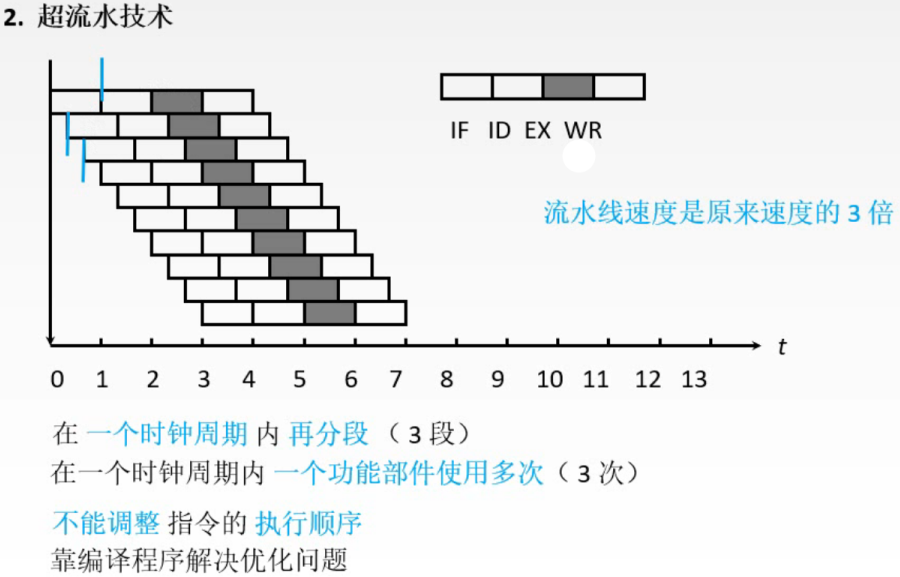 2. 超流水技术
IF ID EX WR
流水线速度是原来速度的 3 倍
t
0 1 2 3 4 5 6 7 8 9 10 11 12 13
在 一个时钟周期 内 再分段 （ 3 段）
在一个时钟周期内 一个功能部件使用多次（ 3 次）
不能调整 指令的 执行顺序
靠编译程序解决优化问题